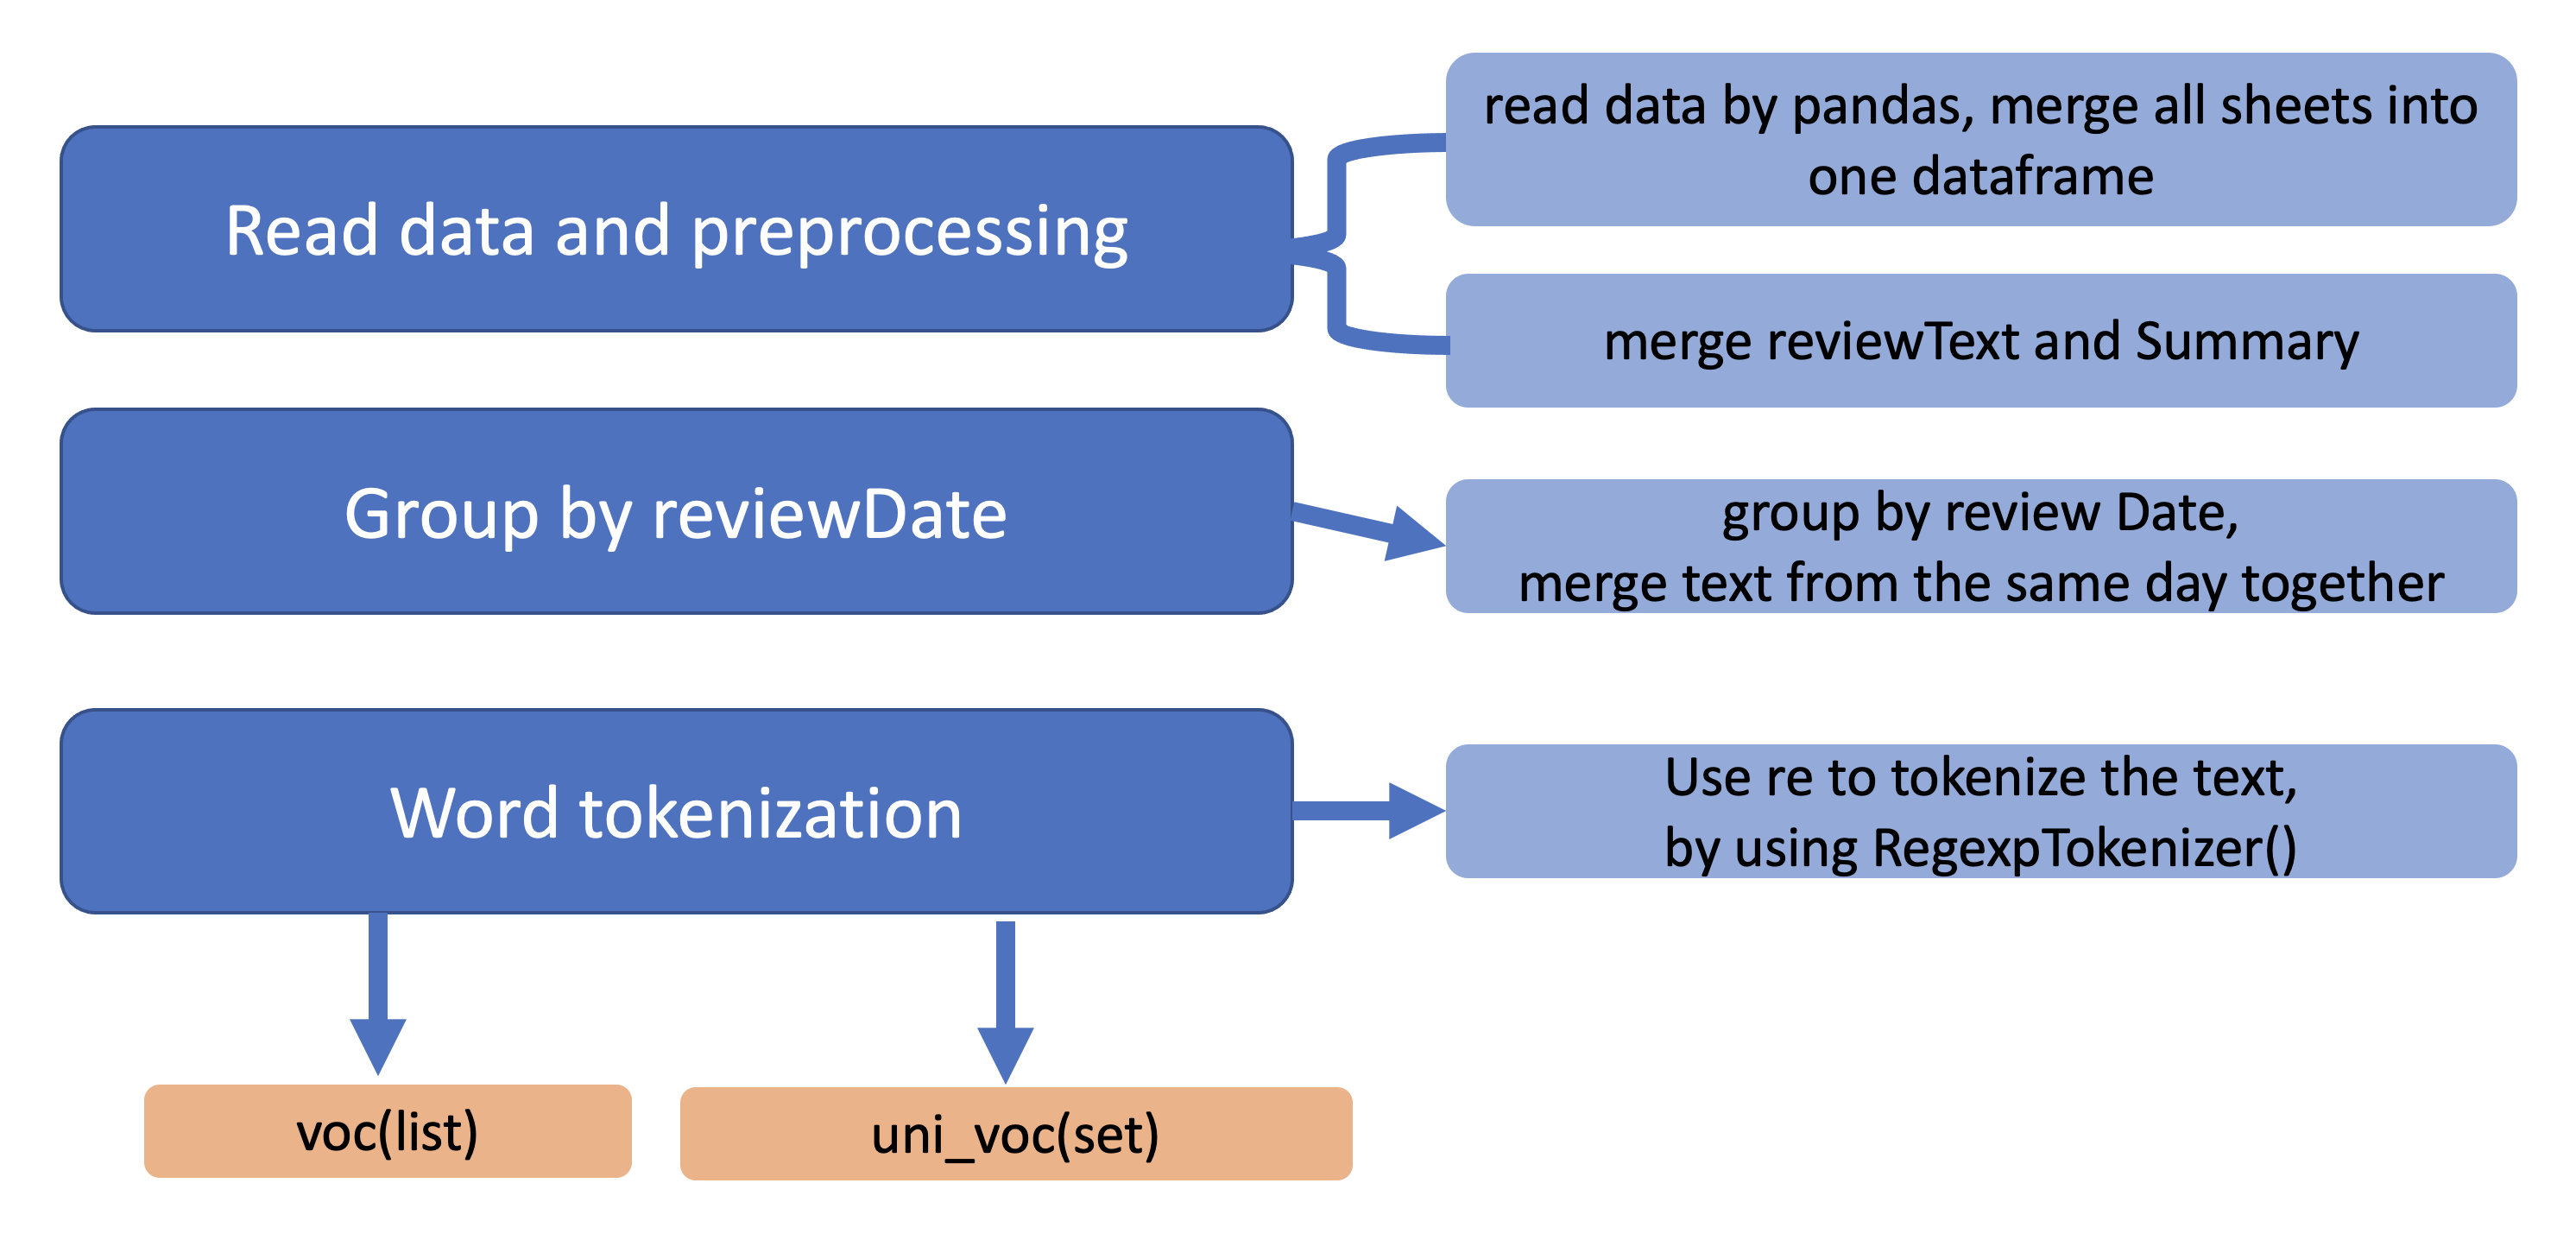 Read data and preprocessing
read data by pandas, merge all sheets into
one dataframe
merge reviewText and Summary
Group by reviewDate
group by review Date,
merge text from the same day together
Word tokenization
Use re to tokenize the text,
by using RegexpTokenizer()
voc(list)
uni_voc(set)